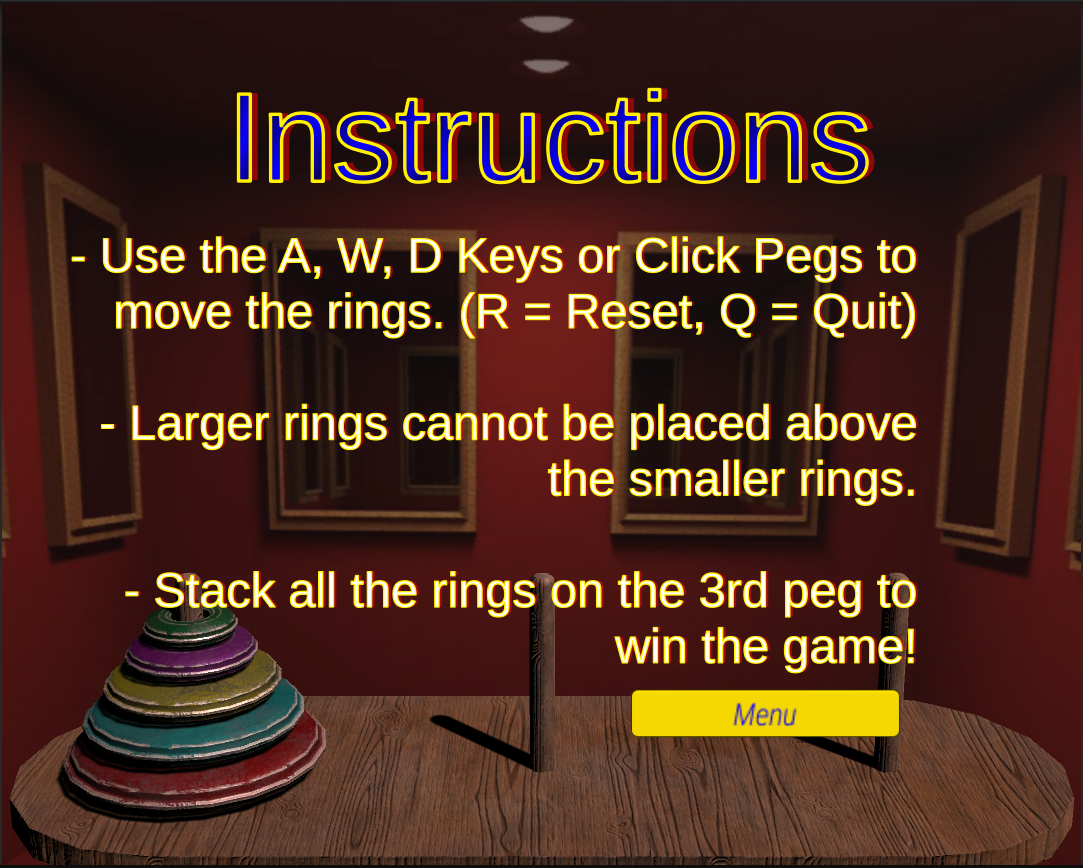 Instructions
- Use the A, W, D Keys or Click Pegs to
move the rings. (R = Reset, Q = Quit)
- Larger rings cannot be placed above
the smaller rings.
- Stack all the rings on the 3rd peg to
win the game!
Menu